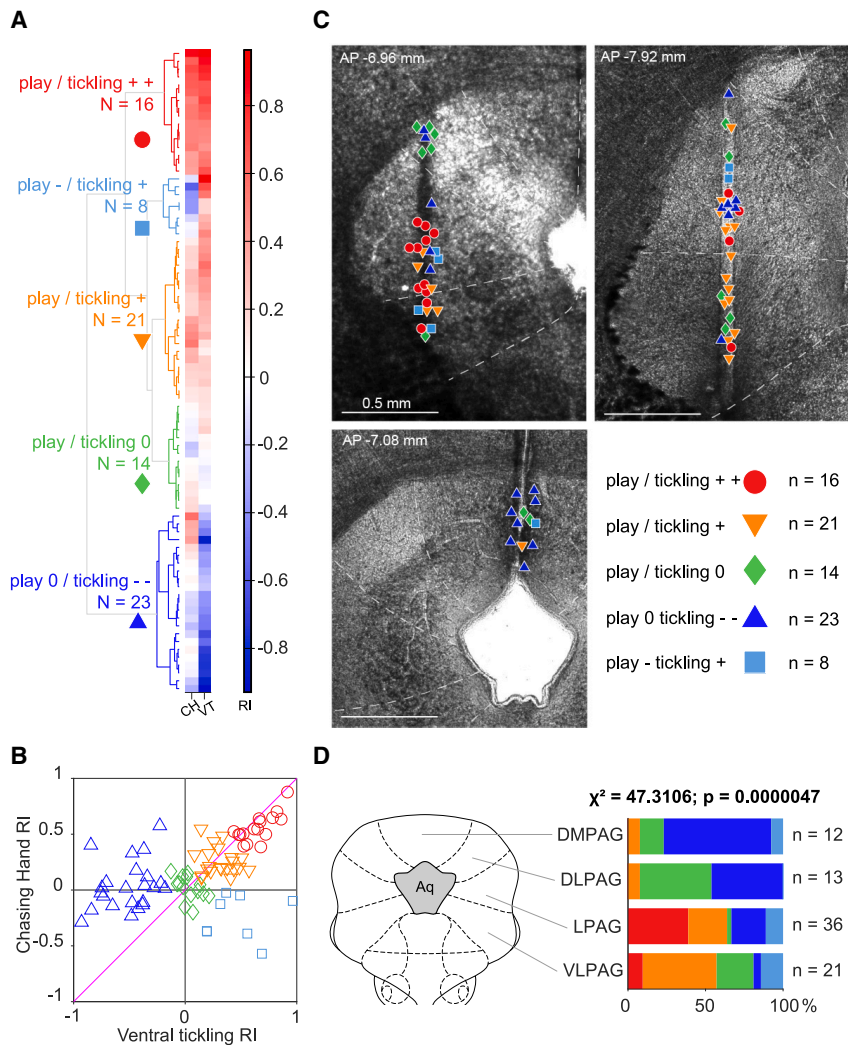 A
play / tickling + +
N = 16
play - / tickling +
N = 8
play / tickling +
N = 21
play / tickling 0
N = 14
play 0 / tickling - -
N = 23
0.8
0.6
0.4
0.2
0
-0.2
-0.4
-0.6
-0.8
CH
VT
RI
C
AP -6.96 mm
0.5 mm
AP -7.92 mm
AP -7.08 mm
play / tickling + + n = 16
play / tickling + n = 21
play / tickling 0 n = 14
play 0 tickling - - n = 23
play - tickling + n = 8
B
Chasing Hand RI
1
0.5
0
-0.5
-1
-1 0 1
Ventral tickling RI
D
χ² = 47.3106; p = 0.0000047
Aq
DMPAG n = 12
DLPAG n = 13
LPAG n = 36
VLPAG n = 21
0 50 100%